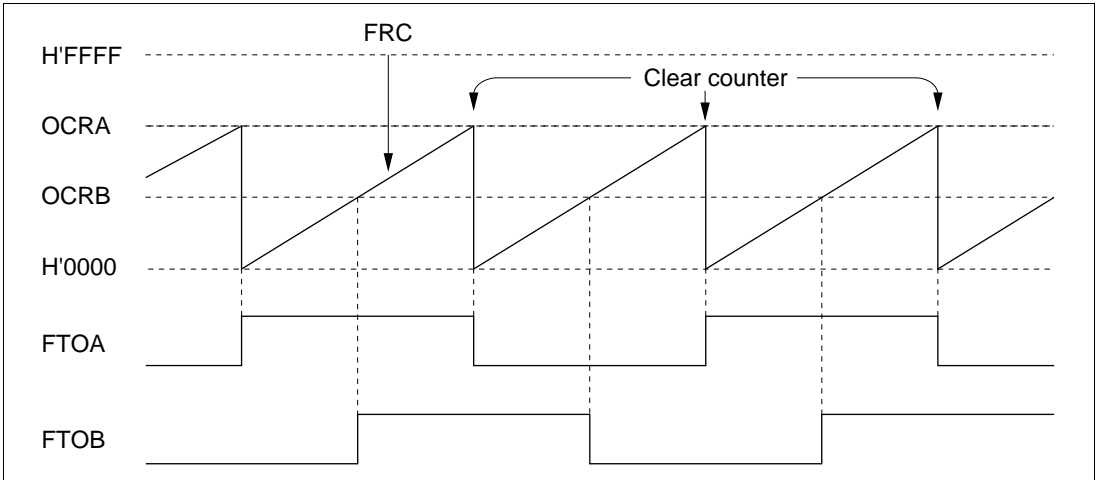 FRC
H'FFFF
Clear counter
OCRA
OCRB
H'0000
FTOA
FTOB